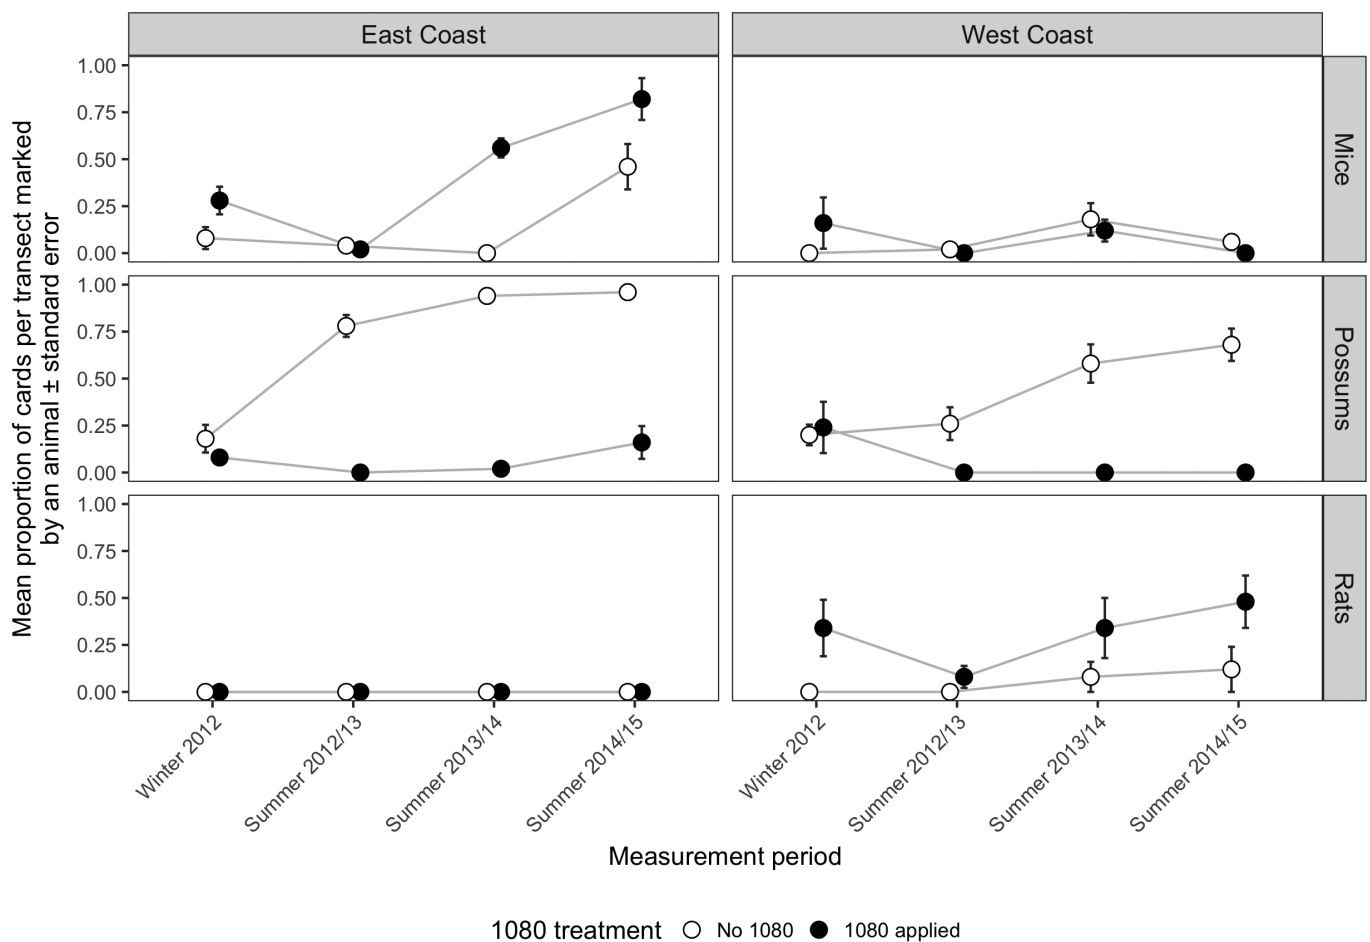 East Coast
West Coast
Mean proportion of cards per transect marked
by an animal ± standard error
1.00
0.75
0.50
0.25
0.00
Mice
1.00
0.75
0.50
0.25
0.00
Possums
1.00
0.75
0.50
0.25
0.00
Rats
Winter 2012
Summer 2012/13
Summer 2013/14
Summer 2014/15
Winter 2012
Summer 2012/13
Summer 2013/14
Summer 2014/15
Measurement period
1080 treatment No 1080 1080 applied